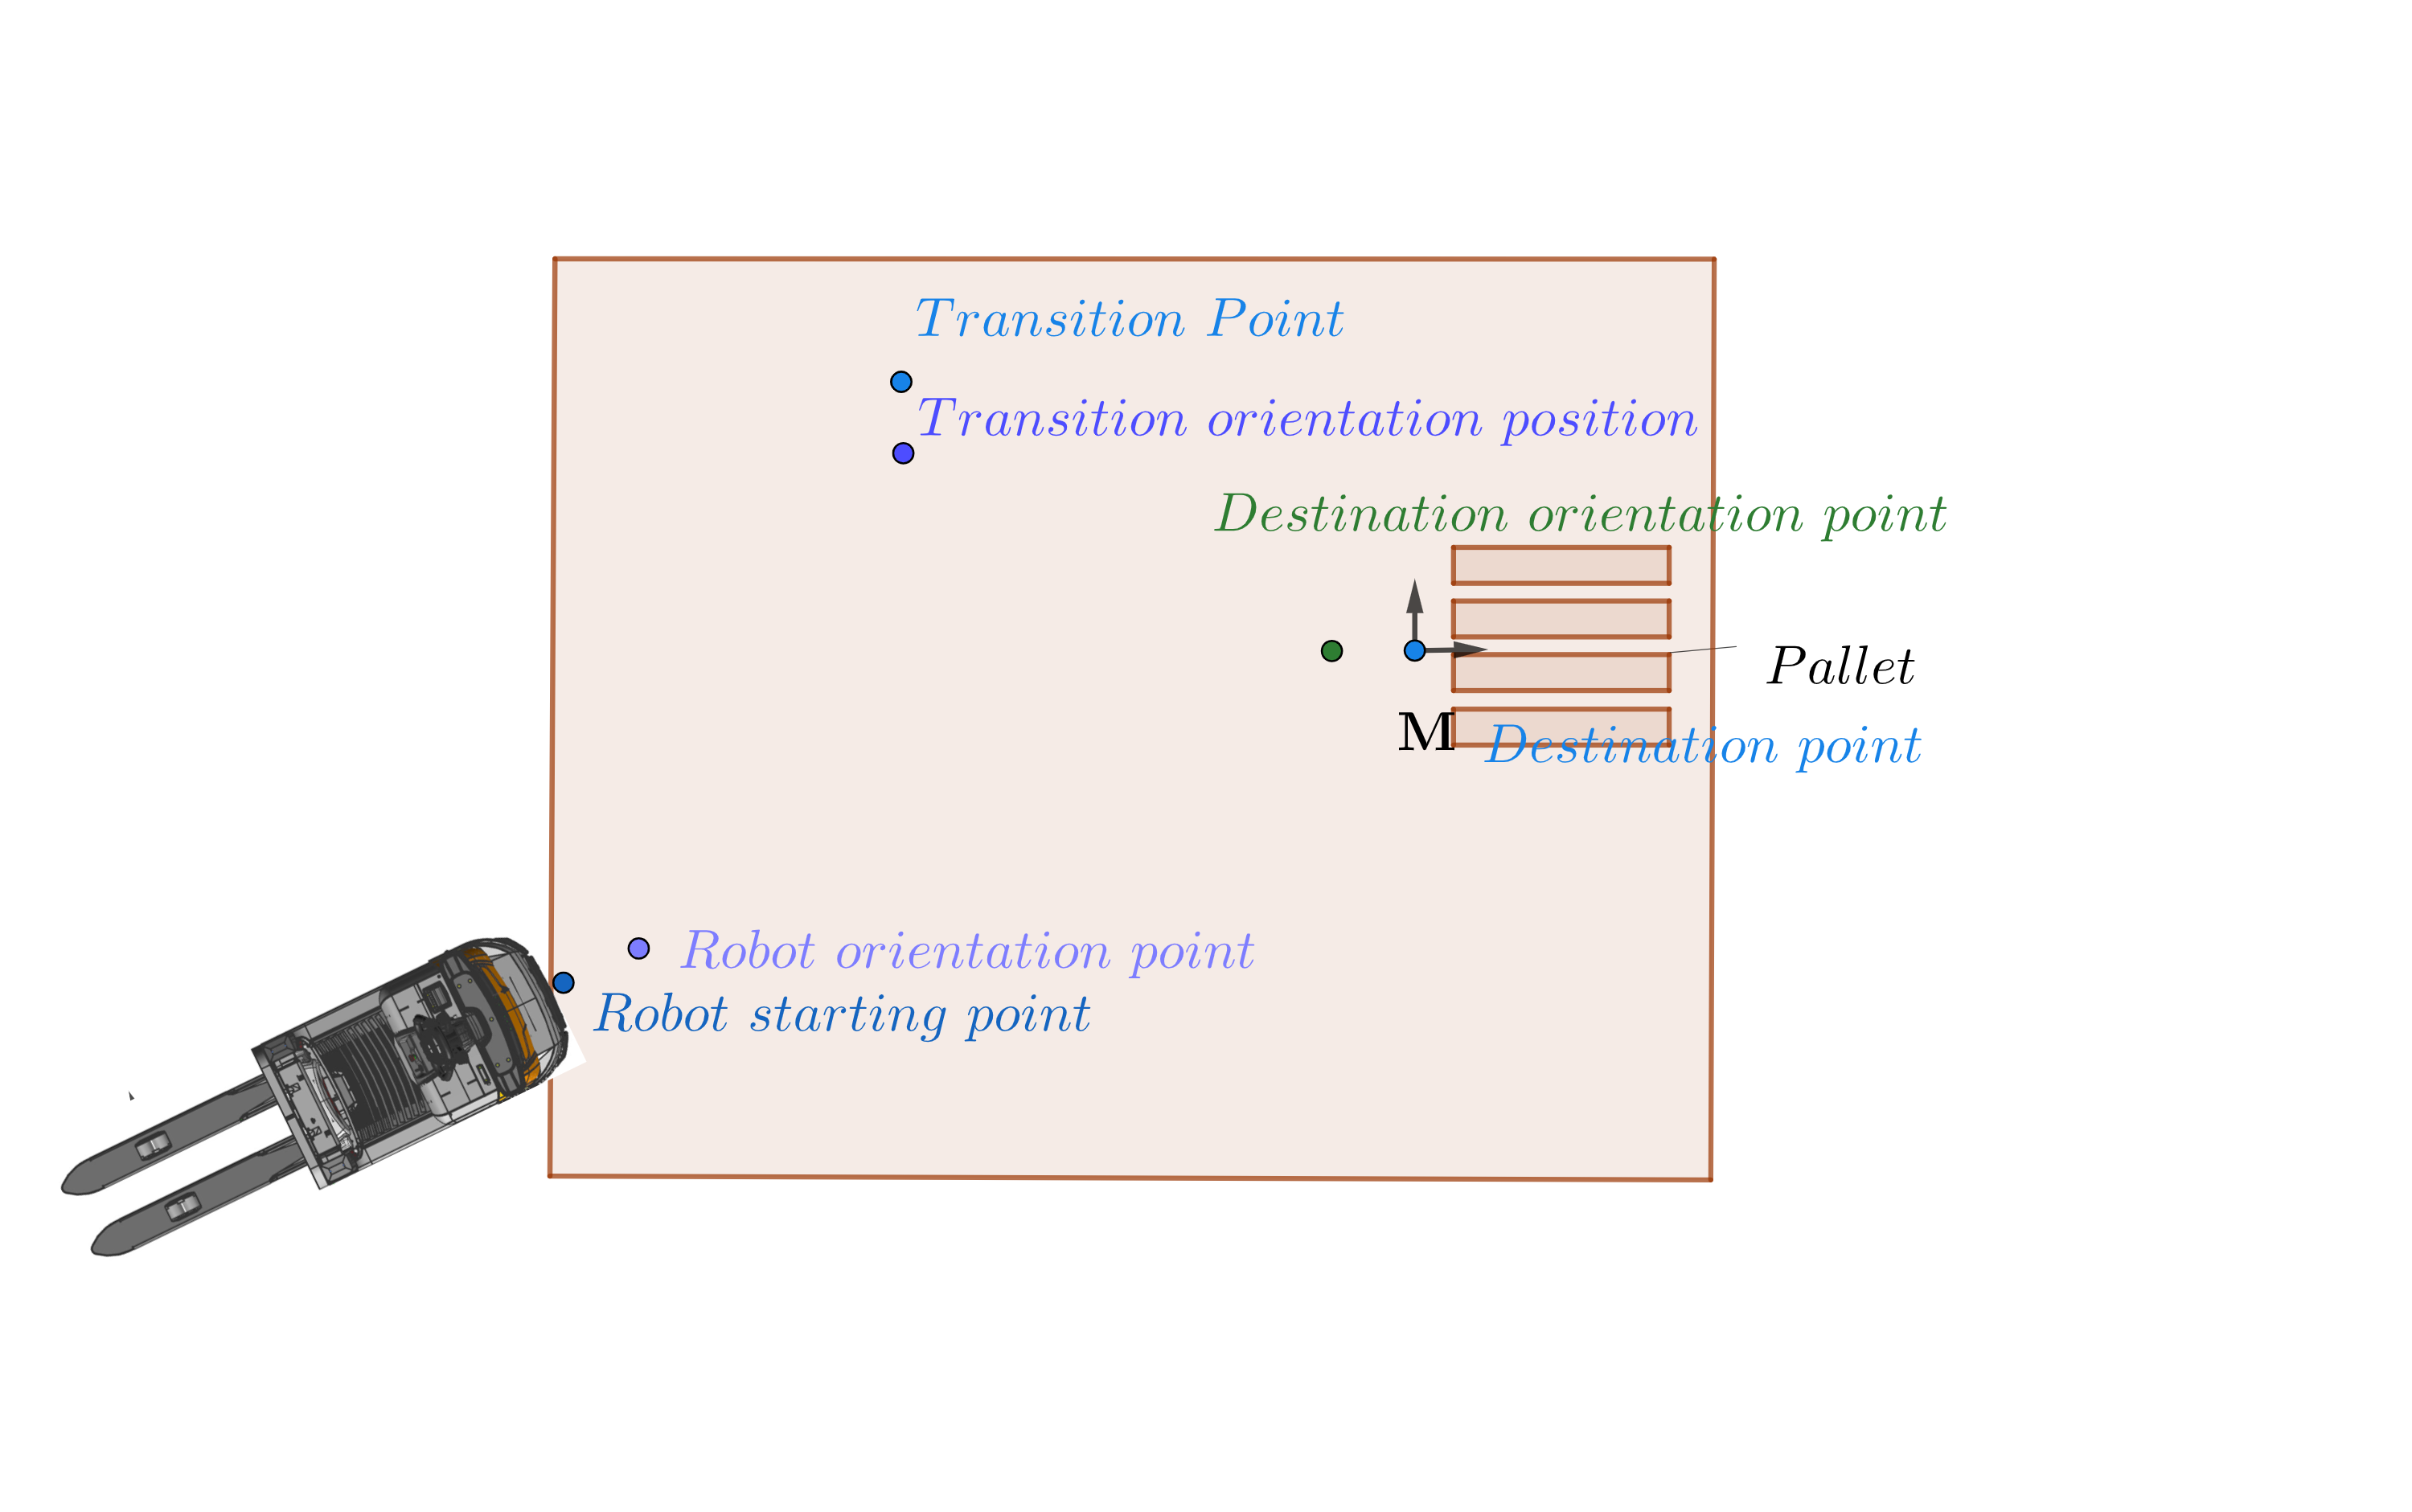 Transition Point
Transition orientation position
Destination orientation point
Pallet
M
Destination point
Robot orientation point
Robot starting point